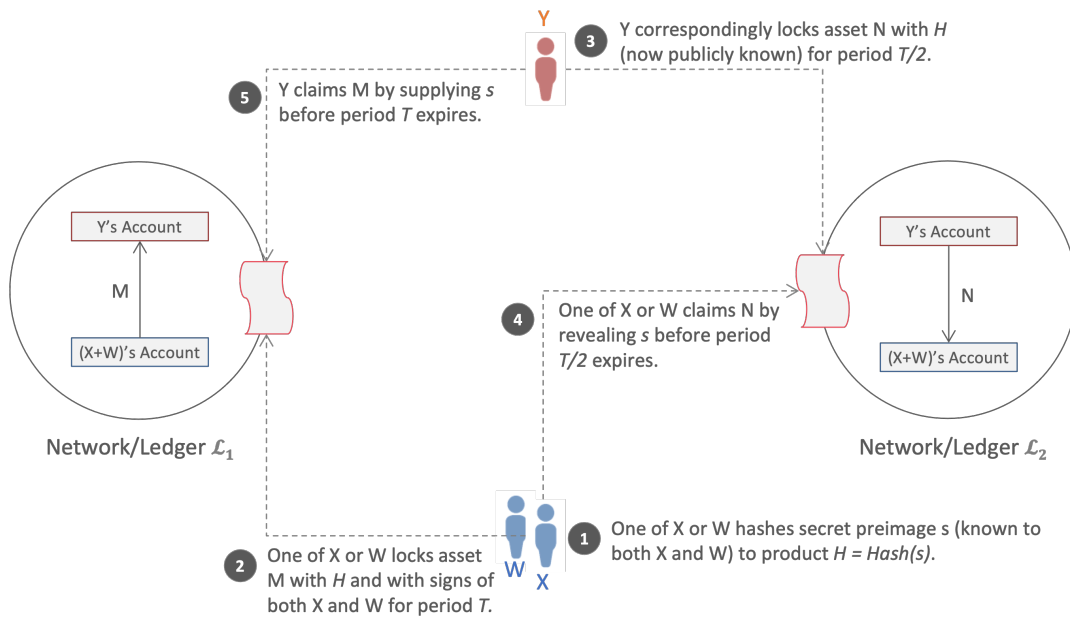 Y
3
Y correspondingly locks asset N with H
(now publicly known) for period T/2.
5
Y claims M by supplying s
before period T expires.
Y's Account
M
(X+W)'s Account
Network/Ledger ℒ₁
Y's Account
N
(X+W)'s Account
Network/Ledger ℒ₂
4
One of X or W claims N by
revealing s before period
T/2 expires.
W
X
1
One of X or W hashes secret preimage s (known to
both X and W) to product H = Hash(s).
2
One of X or W locks asset
M with H and with signs of
both X and W for period T.